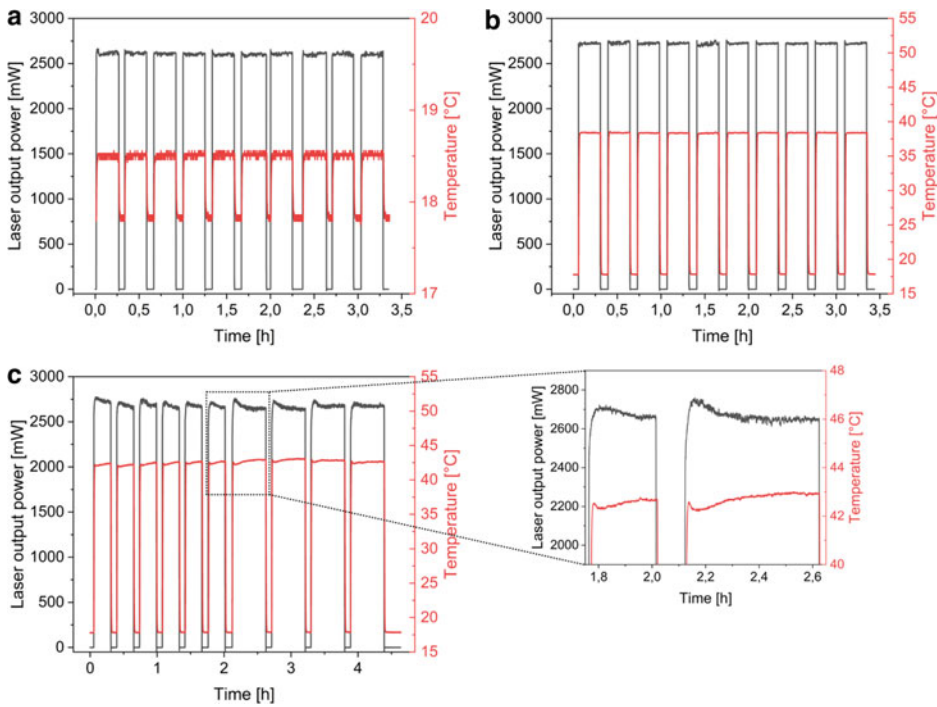 a
3000
2500
2000
1500
1000
500
0
Laser output power [mW]
20
19
18
17
Temperature [°C]
0,0 0,5 1,0 1,5 2,0 2,5 3,0 3,5
Time [h]
b
3000
2500
2000
1500
1000
500
0
Laser output power [mW]
55
50
45
40
35
30
25
20
15
Temperature [°C]
0,0 0,5 1,0 1,5 2,0 2,5 3,0 3,5
Time [h]
c
3000
2500
2000
1500
1000
500
0
Laser output power [mW]
55
50
45
40
35
30
25
20
15
Temperature [°C]
0 1 2 3 4
Time [h]
2800
2600
2400
2200
2000
Laser output power [mW]
48
46
44
42
40
Temperature [°C]
1,8 2,0 2,2 2,4 2,6
Time [h]